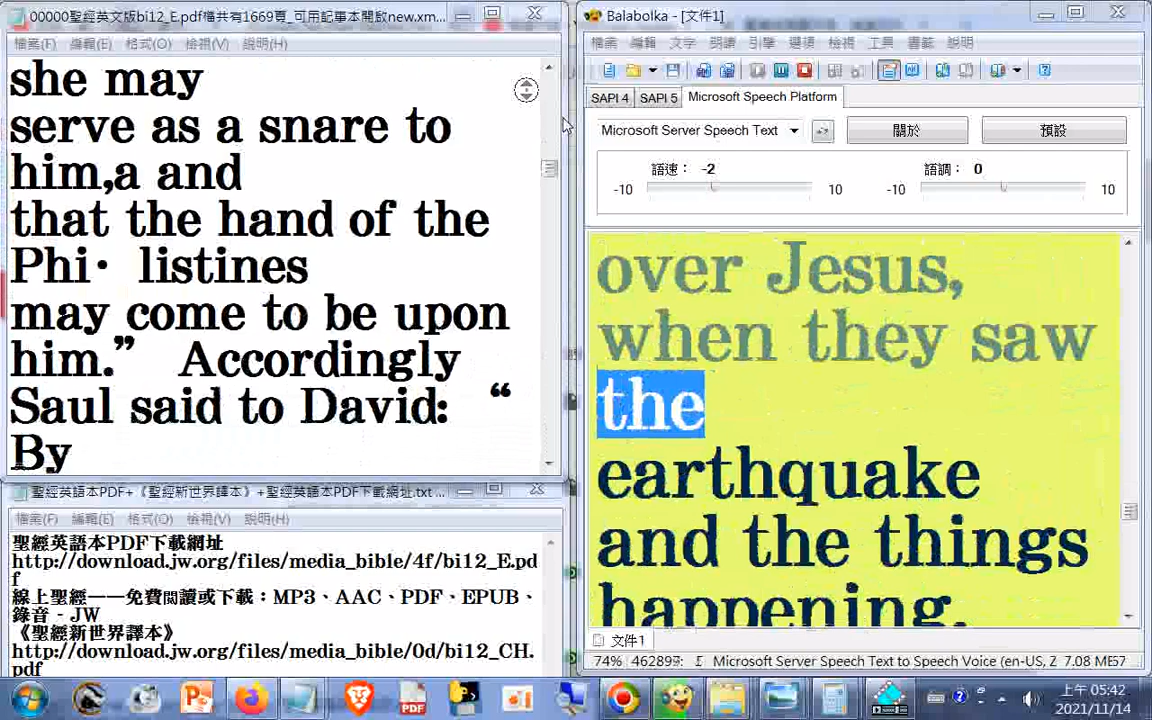 00000聖經英文版bi12_E.pdf檔共有1669頁_可用記事本開啟new.xm...
檔案(F) 編輯(E) 格式(O) 檢視(V) 說明(H)
she may
serve as a snare to
him,a and
that the hand of the
Phi· listines
may come to be upon
him.” Accordingly
Saul said to David: “
By
聖經英語本PDF+《聖經新世界譯本》+聖經英語本PDF下載網址.txt ...
檔案(F) 編輯(E) 格式(O) 檢視(V) 說明(H)
聖經英語本PDF下載網址
http://download.jw.org/files/media_bible/4f/bi12_E.pd
f
線上聖經——免費閱讀或下載：MP3、AAC、PDF、EPUB、
錄音 - JW
《聖經新世界譯本》
http://download.jw.org/files/media_bible/0d/bi12_CH.
pdf
Balabolka - [文件1]
檔案 編輯 文字 朗讀 引擎 選項 檢視 工具 書籤 說明
SAPI 4 SAPI 5 Microsoft Speech Platform
Microsoft Server Speech Text 關於 預設
語速： -2 語調： 0
-10 10 -10 10
over Jesus,
when they saw
the
earthquake
and the things
happening,
文件1
74% 462899: Microsoft Server Speech Text to Speech Voice (en-US, Z 7.08 ME57
PDF
上午 05:42
2021/11/14